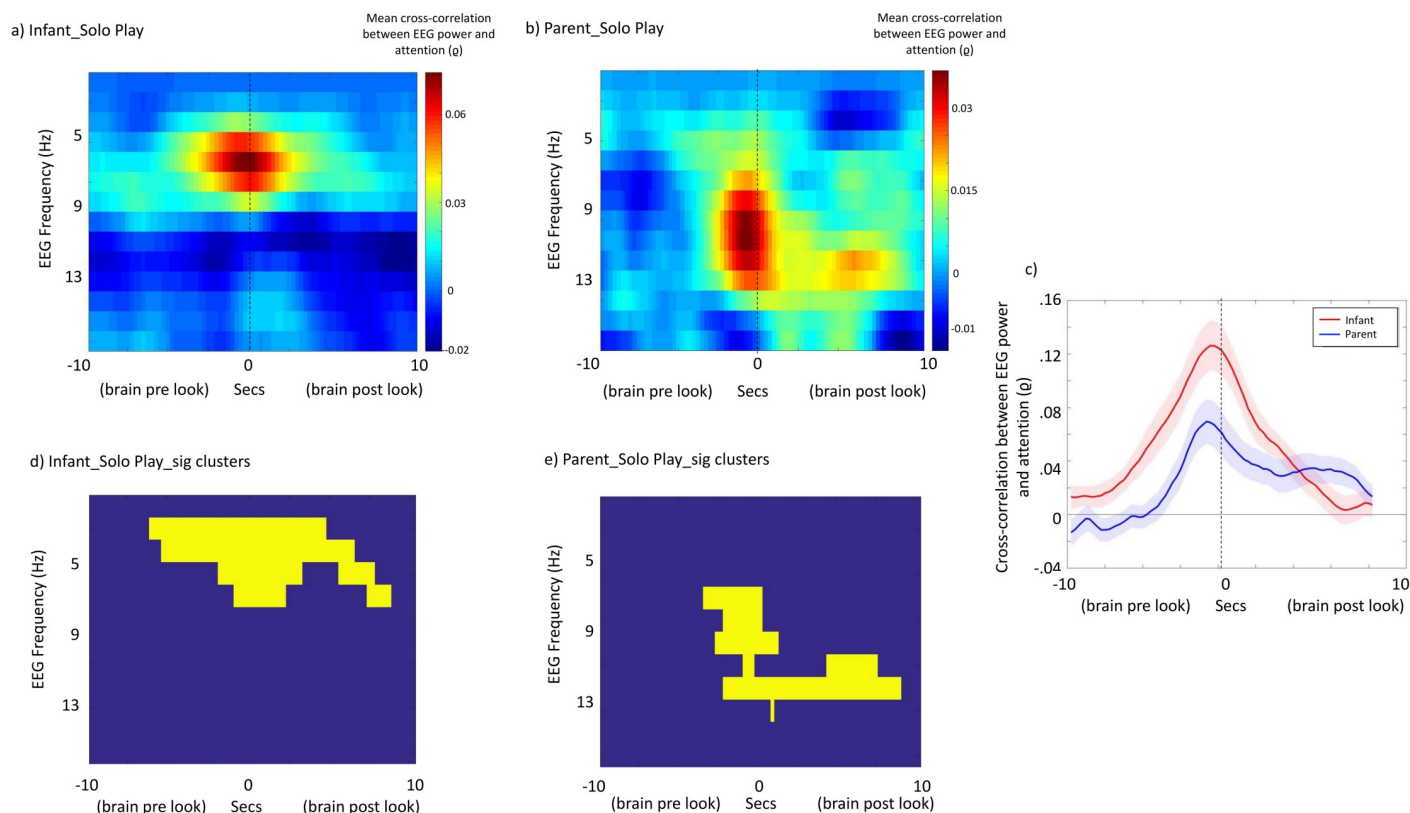 a) Infant_Solo Play
Mean cross-correlation
between EEG power and
attention (ϱ)
EEG Frequency (Hz)
5
9
13
0.06
0.03
0
-0.02
-10
0
10
(brain pre look)
Secs
(brain post look)
b) Parent_Solo Play
Mean cross-correlation
between EEG power and
attention (ϱ)
EEG Frequency (Hz)
5
9
13
0.03
0.015
0
-0.01
-10
0
10
(brain pre look)
Secs
(brain post look)
c)
Cross-correlation between EEG power
and attention (ϱ)
.16
.12
.08
.04
0
-.04
Infant
Parent
-10
0
10
(brain pre look)
Secs
(brain post look)
d) Infant_Solo Play_sig clusters
EEG Frequency (Hz)
5
9
13
-10
0
10
(brain pre look)
Secs
(brain post look)
e) Parent_Solo Play_sig clusters
EEG Frequency (Hz)
5
9
13
-10
0
10
(brain pre look)
Secs
(brain post look)